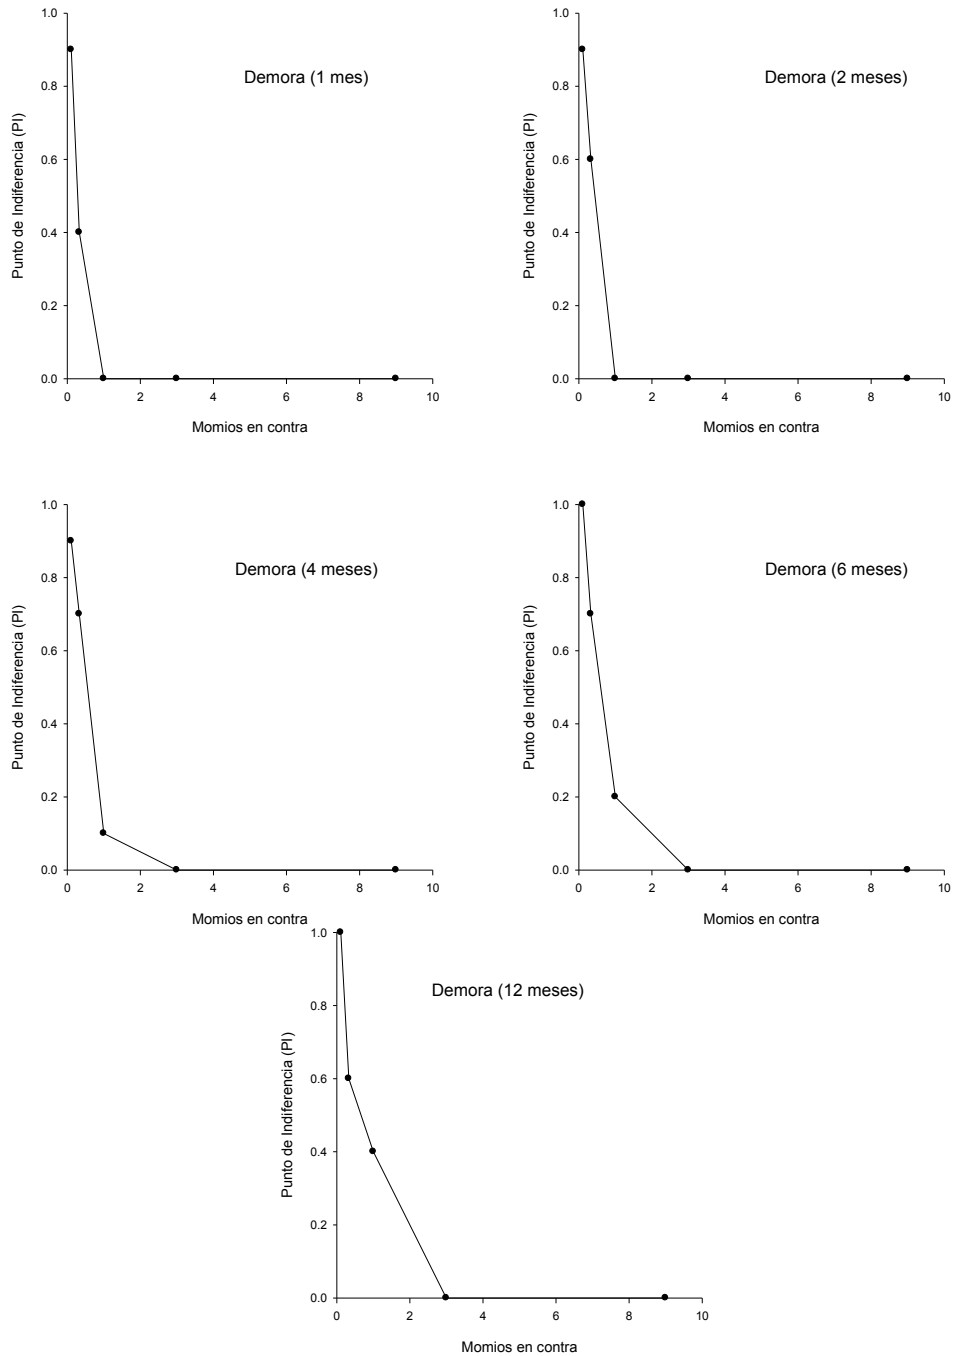 Demora (1 mes)
Punto de Indiferencia (PI)
1.0
0.8
0.6
0.4
0.2
0.0
0 2 4 6 8 10
Momios en contra
Demora (2 meses)
Punto de Indiferencia (PI)
1.0
0.8
0.6
0.4
0.2
0.0
0 2 4 6 8 10
Momios en contra
Demora (4 meses)
Punto de Indiferencia (PI)
1.0
0.8
0.6
0.4
0.2
0.0
0 2 4 6 8 10
Momios en contra
Demora (6 meses)
Punto de Indiferencia (PI)
1.0
0.8
0.6
0.4
0.2
0.0
0 2 4 6 8 10
Momios en contra
Demora (12 meses)
Punto de Indiferencia (PI)
1.0
0.8
0.6
0.4
0.2
0.0
0 2 4 6 8 10
Momios en contra